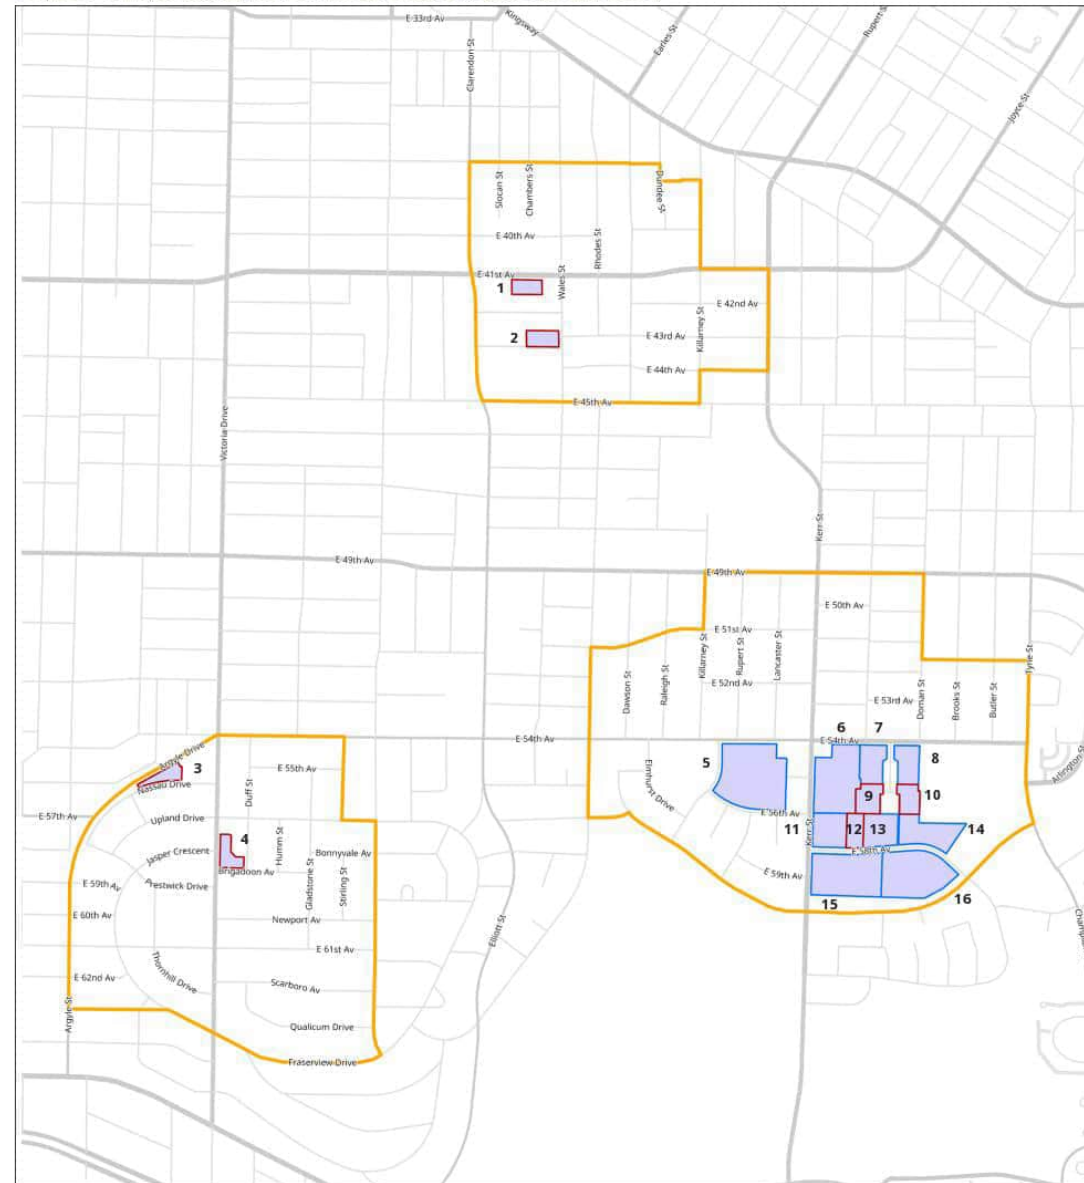 E 33rd Av
Kingsway
Earles St
Rupert St
Clarendon St
Joyce St
Slocan St
Chambers St
Dundee St
E 40th Av
Rhodes St
E 41st Av
Wales St
1
E 42nd Av
2
Killarney St
E 43rd Av
E 44th Av
E 45th Av
Victoria Drive
Kerr St
E 49th Av
E 49th Av
E 50th Av
E 51st Av
Killarney St
Rupert St
Lancaster St
Tyne St
Dawson St
Raleigh St
E 52nd Av
E 53rd Av
Doman St
Brooks St
Butler St
6
7
E 54th Av
E 54th Av
Argyle Drive
3
Nassau Drive
E 55th Av
5
8
Elmhurst Drive
Arlington St
Duff St
9
10
E 57th Av
Upland Drive
E 56th Av
4
Humm St
11
Kerr St
12
13
14
Jasper Crescent
Bonnyvale Av
E 58th Av
Brigadoon Av
E 59th Av
Prestwick Drive
Gladstone St
Stirling St
E 59th Av
15
16
E 60th Av
Newport Av
Elliott St
E 61st Av
Thornhill Drive
E 62nd Av
Scarboro Av
Argyle St
Qualicum Drive
Fraserview Drive